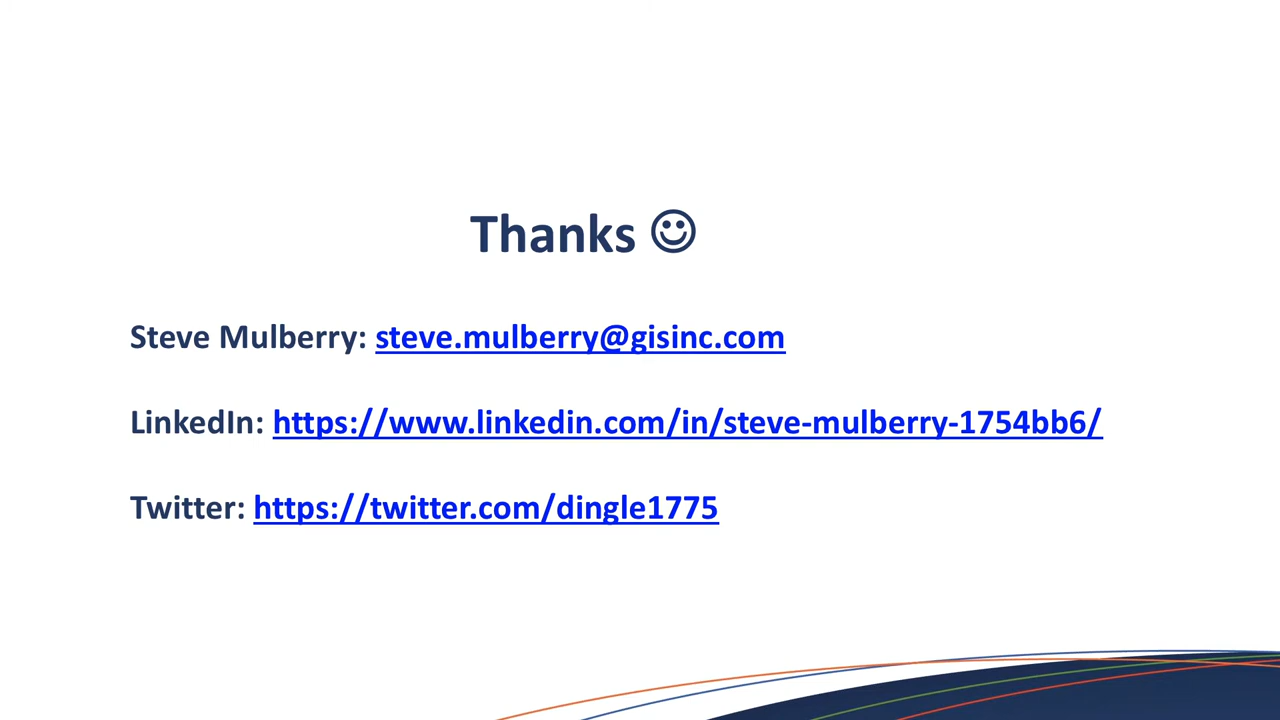 Thanks ☺
Steve Mulberry: steve.mulberry@gisinc.com
LinkedIn: https://www.linkedin.com/in/steve-mulberry-1754bb6/
Twitter: https://twitter.com/dingle1775